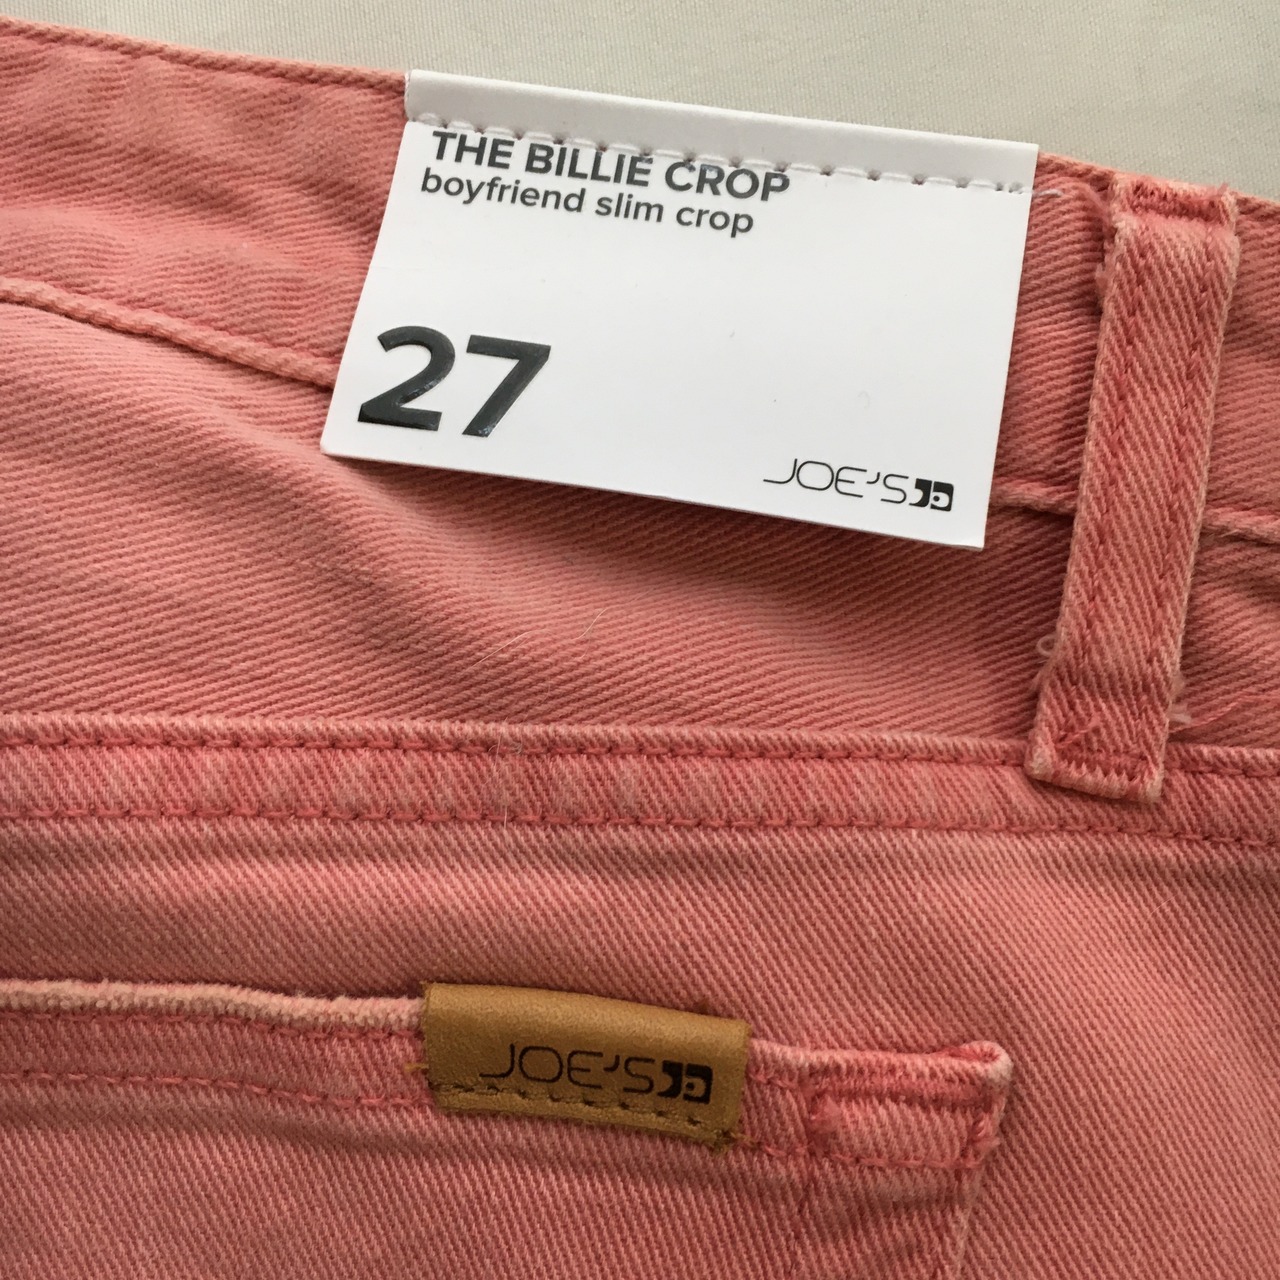 THE BILLIE CROP
boyfriend slim crop
27
JOE'S
JOE'S